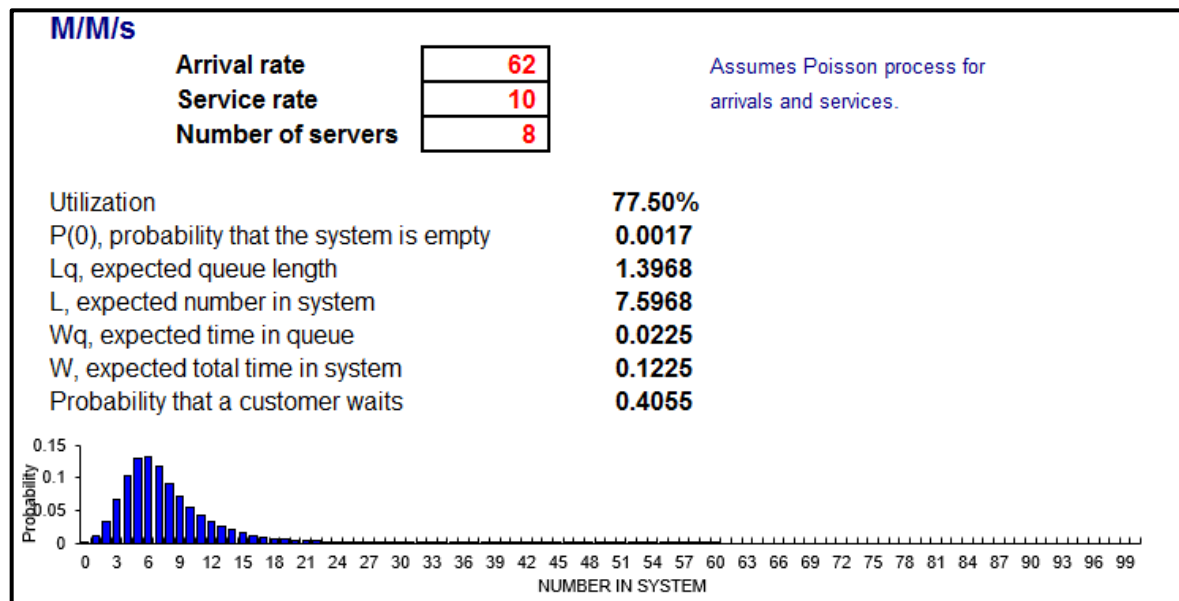 M/M/s
Arrival rate 62 Assumes Poisson process for
Service rate 10 arrivals and services.
Number of servers 8
Utilization 77.50%
P(0), probability that the system is empty 0.0017
Lq, expected queue length 1.3968
L, expected number in system 7.5968
Wq, expected time in queue 0.0225
W, expected total time in system 0.1225
Probability that a customer waits 0.4055
Probability
0.15
0.1
0.05
0
0 3 6 9 12 15 18 21 24 27 30 33 36 39 42 45 48 51 54 57 60 63 66 69 72 75 78 81 84 87 90 93 96 99
NUMBER IN SYSTEM